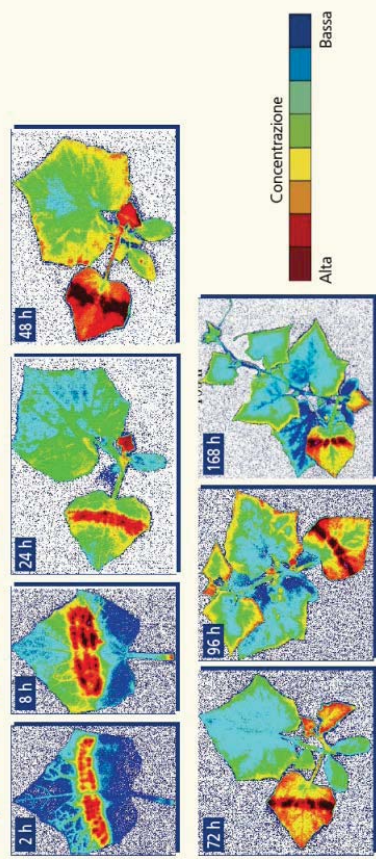 2 h
8 h
24 h
48 h
72 h
96 h
168 h
Concentrazione
Alta
Bassa